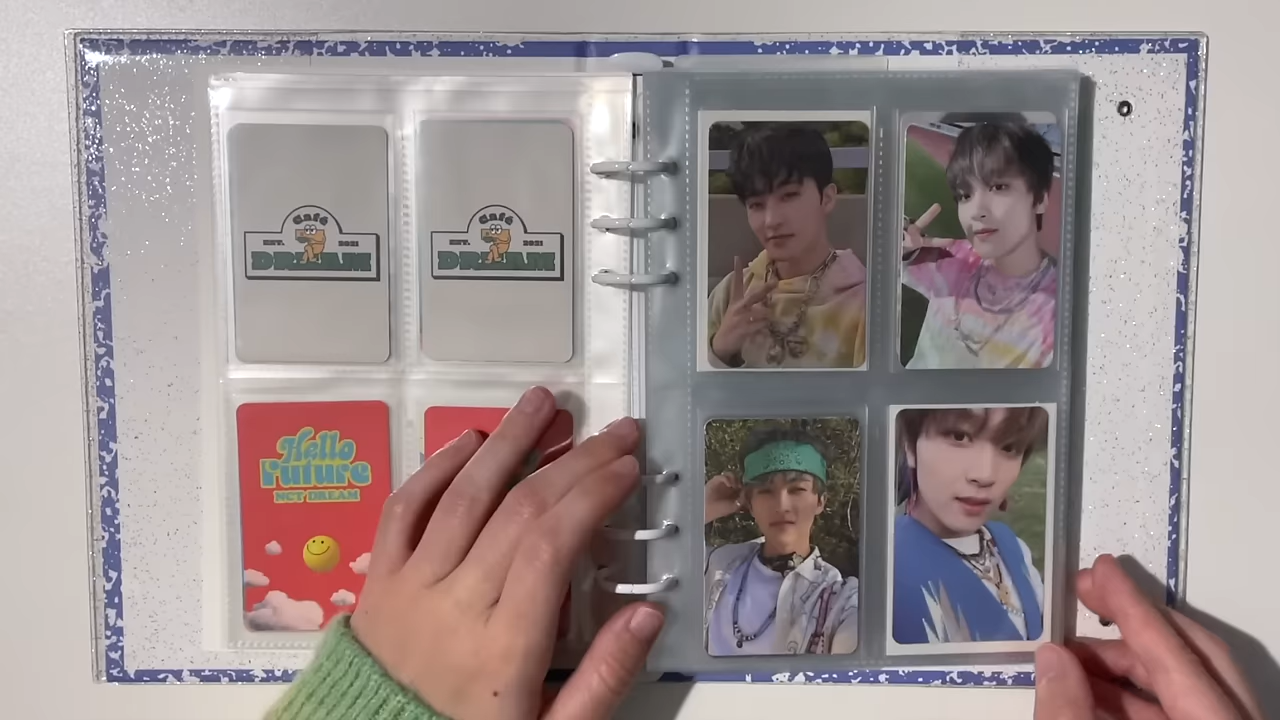 Café
EST. 2021
DREAM
Café
EST. 2021
DREAM
Hello
Future
NCT DREAM